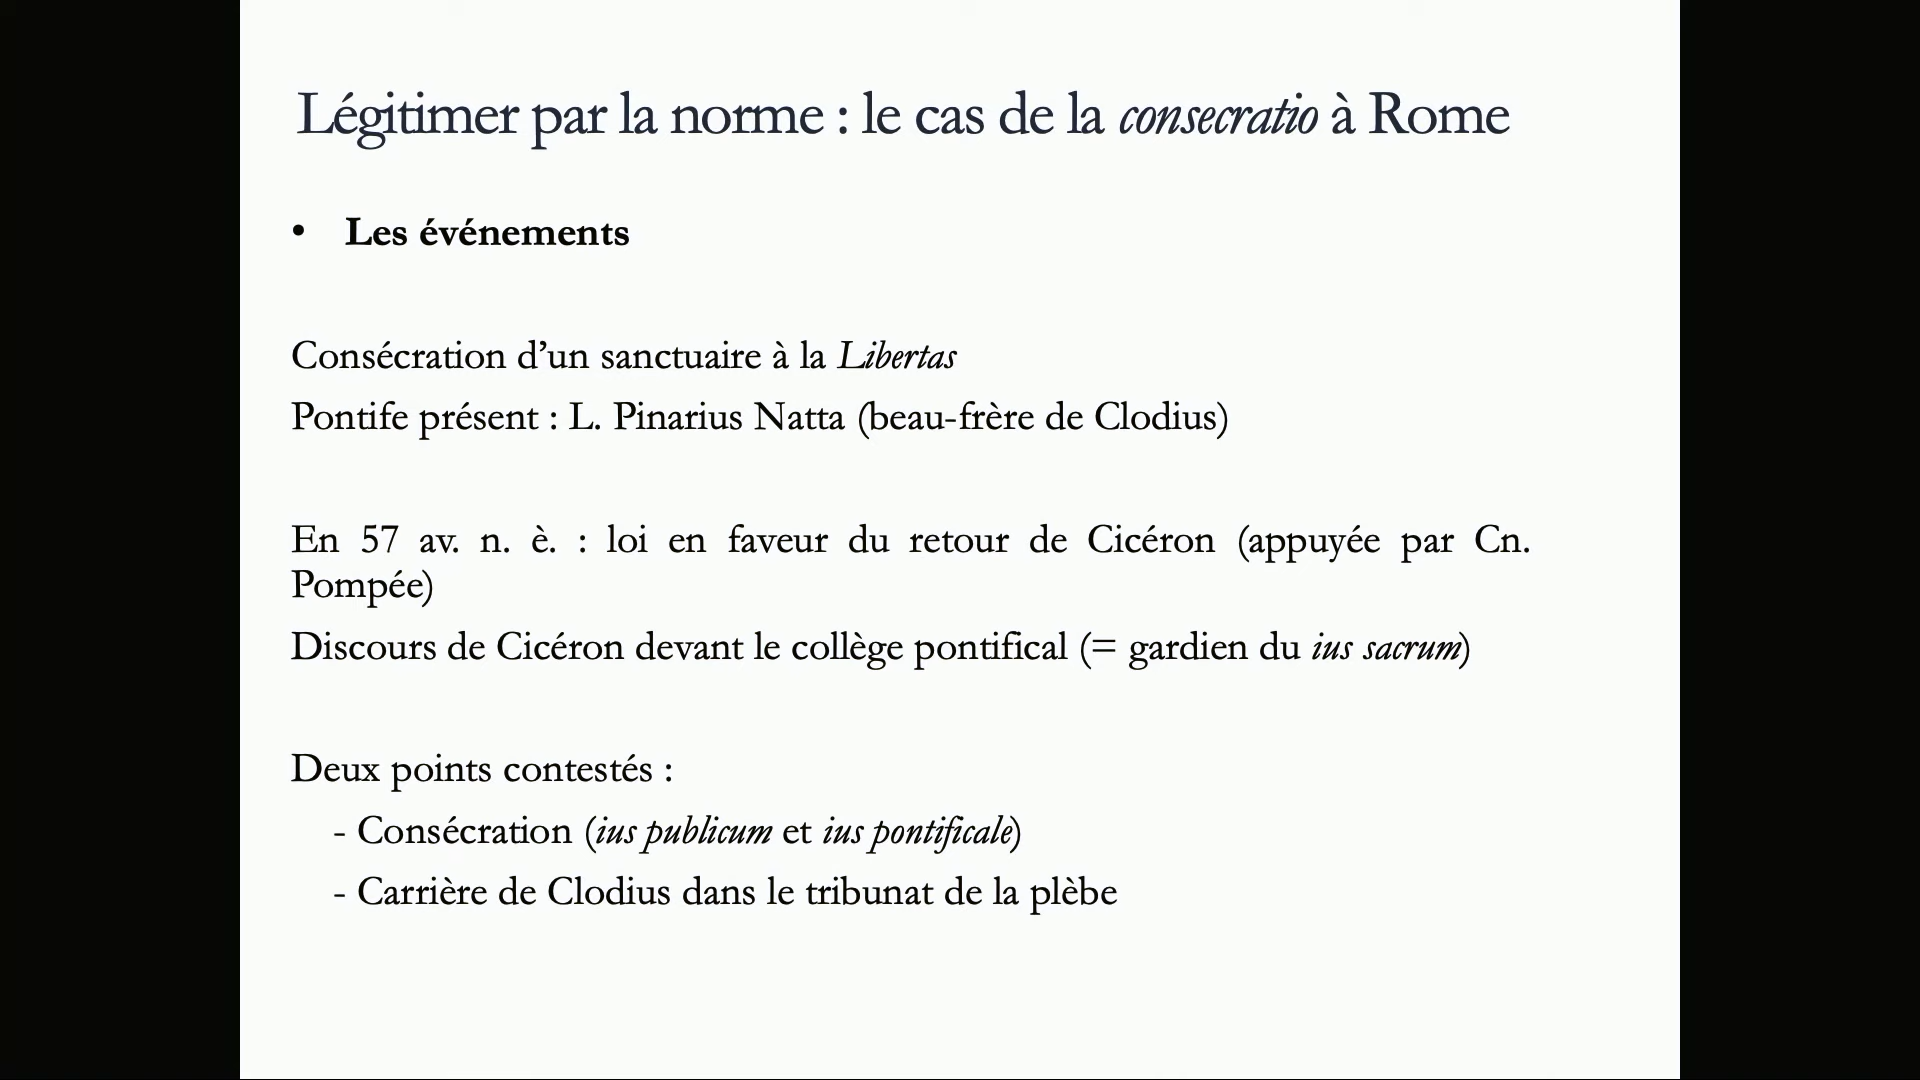 Légitimer par la norme : le cas de la consecratio à Rome
• Les événements
Consécration d’un sanctuaire à la Libertas
Pontife présent : L. Pinarius Natta (beau-frère de Clodius)
En 57 av. n. è. : loi en faveur du retour de Cicéron (appuyée par Cn.
Pompée)
Discours de Cicéron devant le collège pontifical (= gardien du ius sacrum)
Deux points contestés :
- Consécration (ius publicum et ius pontificale)
- Carrière de Clodius dans le tribunat de la plèbe